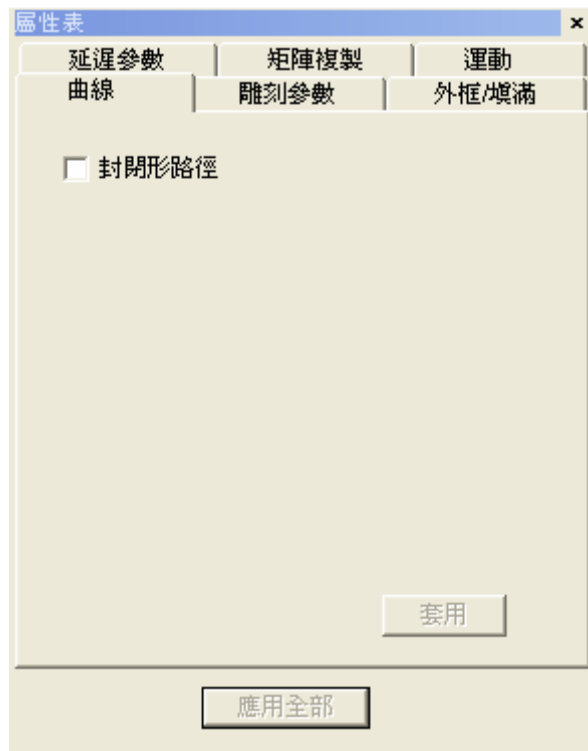 屬性表
延遲參數 矩陣複製 運動
曲線 雕刻參數 外框/填滿
封閉形路徑
套用
應用全部